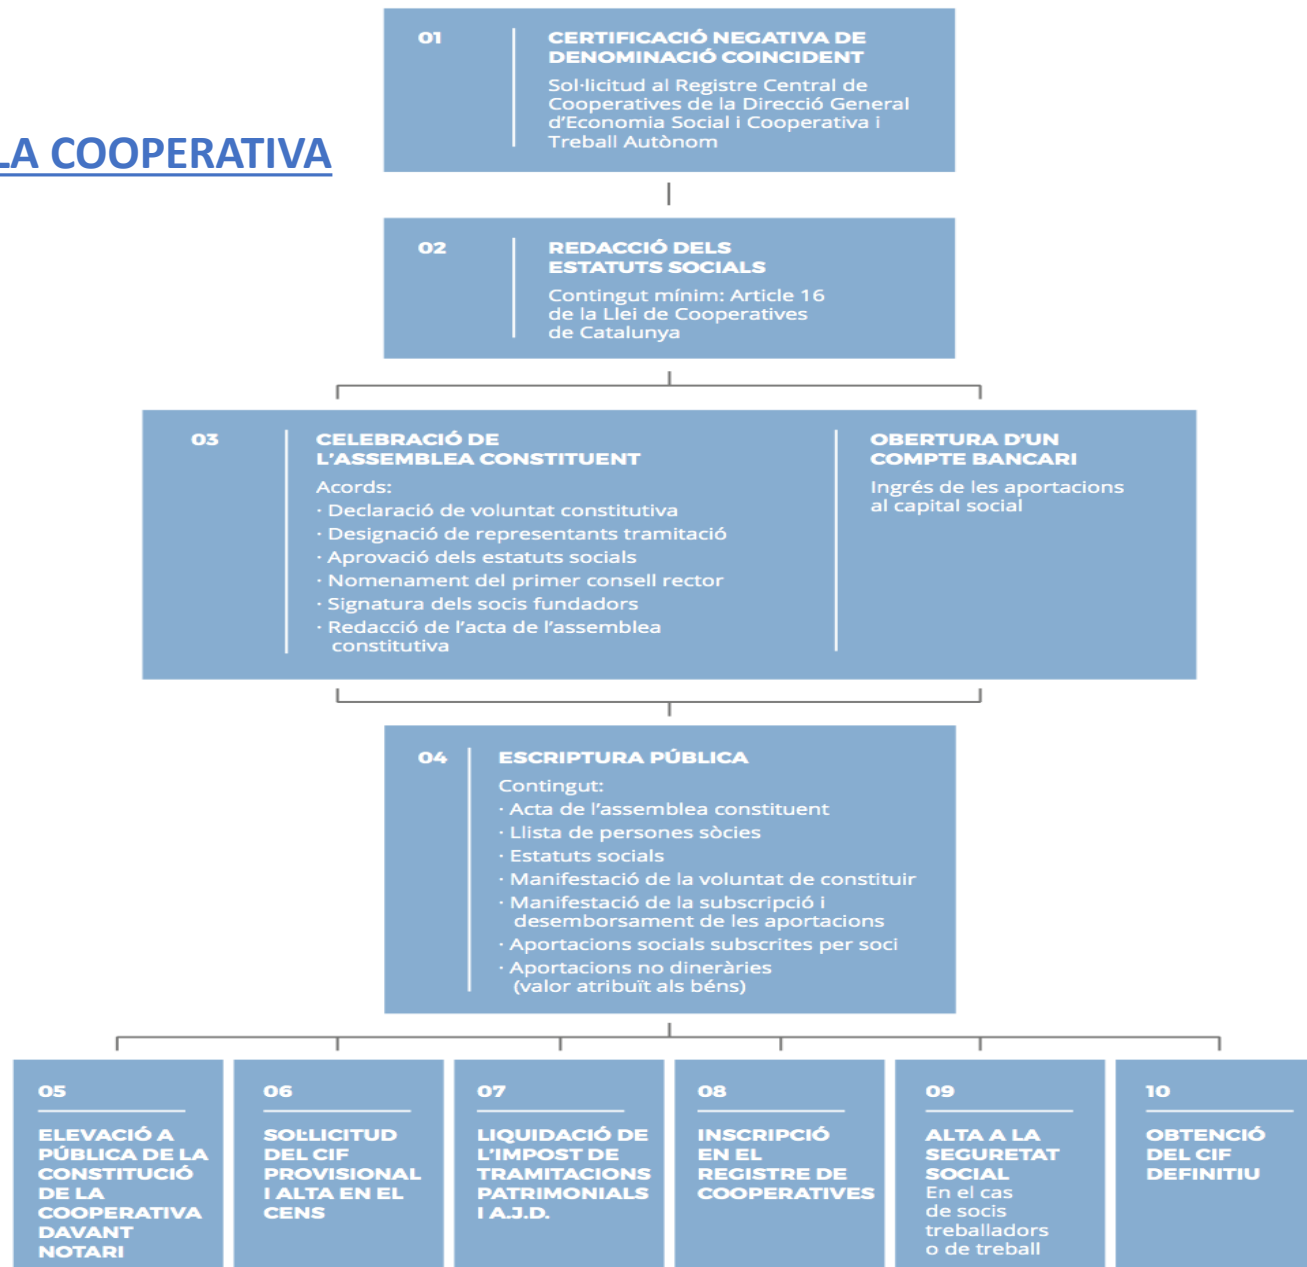 LA COOPERATIVA
01
CERTIFICACIÓ NEGATIVA DE
DENOMINACIÓ COINCIDENT
Sol·licitud al Registre Central de
Cooperatives de la Direcció General
d'Economia Social i Cooperativa i
Treball Autònom
02
REDACCIÓ DELS
ESTATUTS SOCIALS
Contingut mínim: Article 16
de la Llei de Cooperatives
de Catalunya
03
CELEBRACIÓ DE
L'ASSEMBLEA CONSTITUENT
Acords:
· Declaració de voluntat constitutiva
· Designació de representants tramitació
· Aprovació dels estatuts socials
· Nomenament del primer consell rector
· Signatura dels socis fundadors
· Redacció de l'acta de l'assemblea
constitutiva
OBERTURA D'UN
COMPTE BANCARI
Ingrés de les aportacions
al capital social
04
ESCRIPTURA PÚBLICA
Contingut:
· Acta de l'assemblea constituent
· Llista de persones sòcies
· Estatuts socials
· Manifestació de la voluntat de constituir
· Manifestació de la subscripció i
desemborsament de les aportacions
· Aportacions socials subscrites per soci
· Aportacions no dineràries
(valor atribuït als béns)
05
ELEVACIÓ A
PÚBLICA DE LA
CONSTITUCIÓ
DE LA
COOPERATIVA
DAVANT
NOTARI
06
SOL·LICITUD
DEL CIF
PROVISIONAL
I ALTA EN EL
CENS
07
LIQUIDACIÓ DE
L'IMPOST DE
TRAMITACIONS
PATRIMONIALS
I A.J.D.
08
INSCRIPCIÓ
EN EL
REGISTRE DE
COOPERATIVES
09
ALTA A LA
SEGURETAT
SOCIAL
En el cas
de socis
treballadors
o de treball
10
OBTENCIÓ
DEL CIF
DEFINITIU